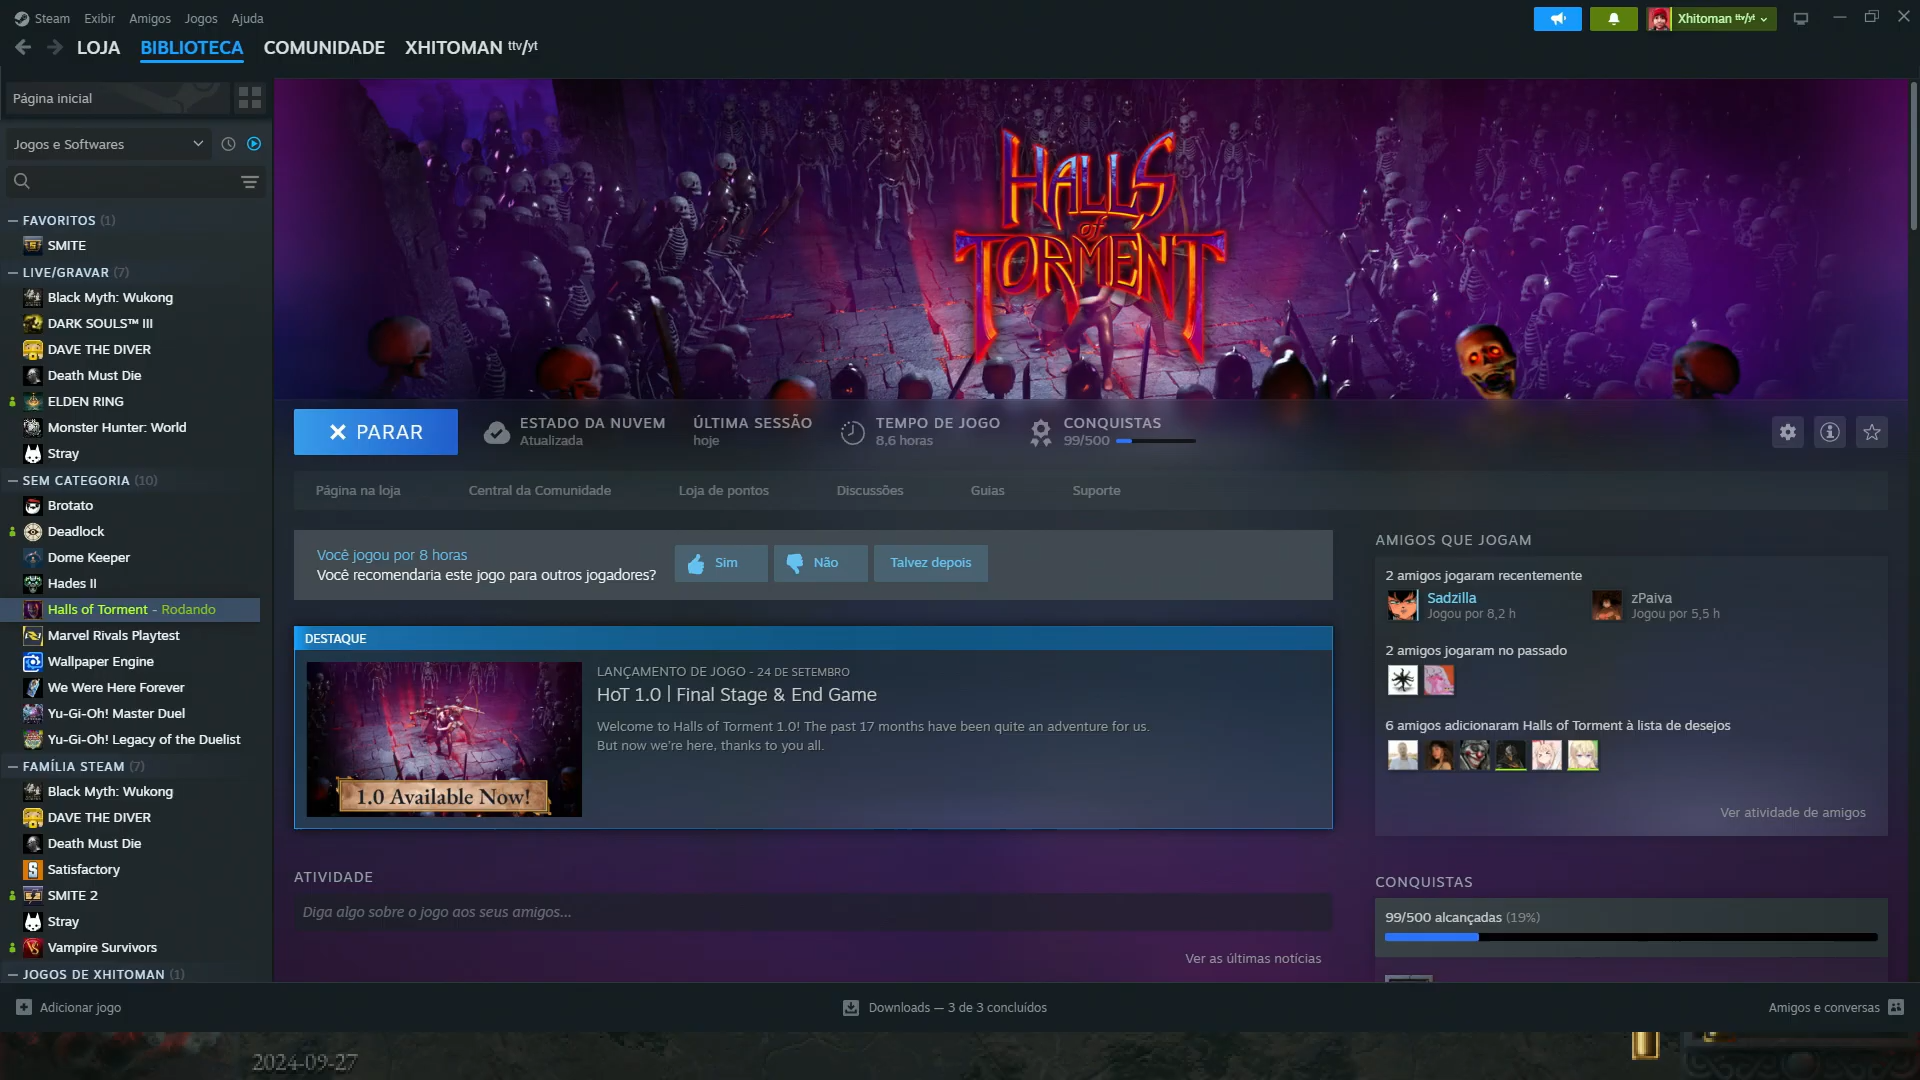 Steam Exibir Amigos Jogos Ajuda
Xhitoman ttv/yt
LOJA BIBLIOTECA COMUNIDADE XHITOMAN ttv/yt
Página inicial
Jogos e Softwares
FAVORITOS (1)
SMITE
LIVE/GRAVAR (7)
Black Myth: Wukong
DARK SOULS™ III
DAVE THE DIVER
Death Must Die
ELDEN RING
Monster Hunter: World
Stray
SEM CATEGORIA (10)
Brotato
Deadlock
Dome Keeper
Hades II
Halls of Torment - Rodando
Marvel Rivals Playtest
Wallpaper Engine
We Were Here Forever
Yu-Gi-Oh! Master Duel
Yu-Gi-Oh! Legacy of the Duelist
FAMÍLIA STEAM (7)
Black Myth: Wukong
DAVE THE DIVER
Death Must Die
Satisfactory
SMITE 2
Stray
Vampire Survivors
JOGOS DE XHITOMAN (1)
HALLS
of
TORMENT
PARAR
ESTADO DA NUVEM
Atualizada
ÚLTIMA SESSÃO
hoje
TEMPO DE JOGO
8,6 horas
CONQUISTAS
99/500
Página na loja Central da Comunidade Loja de pontos Discussões Guias Suporte
Você jogou por 8 horas
Você recomendaria este jogo para outros jogadores?
Sim Não Talvez depois
DESTAQUE
1.0 Available Now!
LANÇAMENTO DE JOGO - 24 DE SETEMBRO
HoT 1.0 | Final Stage & End Game
Welcome to Halls of Torment 1.0! The past 17 months have been quite an adventure for us.
But now we're here, thanks to you all.
ATIVIDADE
Diga algo sobre o jogo aos seus amigos...
Ver as últimas notícias
AMIGOS QUE JOGAM
2 amigos jogaram recentemente
Sadzilla
Jogou por 8,2 h
zPaiva
Jogou por 5,5 h
2 amigos jogaram no passado
6 amigos adicionaram Halls of Torment à lista de desejos
Ver atividade de amigos
CONQUISTAS
99/500 alcançadas (19%)
Adicionar jogo
Downloads — 3 de 3 concluídos
Amigos e conversas
2024-09-27